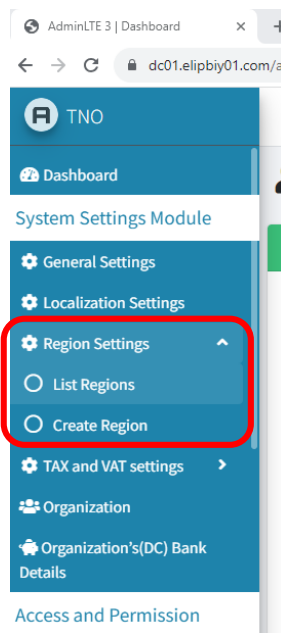 AdminLTE 3 | Dashboard
dc01.elipbiy01.com/a
TNO
Dashboard
System Settings Module
General Settings
Localization Settings
Region Settings
List Regions
Create Region
TAX and VAT settings
Organization
Organization's(DC) Bank
Details
Access and Permission